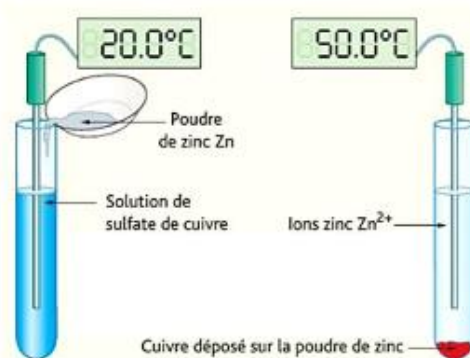 20.0°C
50.0°C
Poudre
de zinc Zn
Solution de
sulfate de cuivre
Ions zinc Zn²⁺
Cuivre déposé sur la poudre de zinc